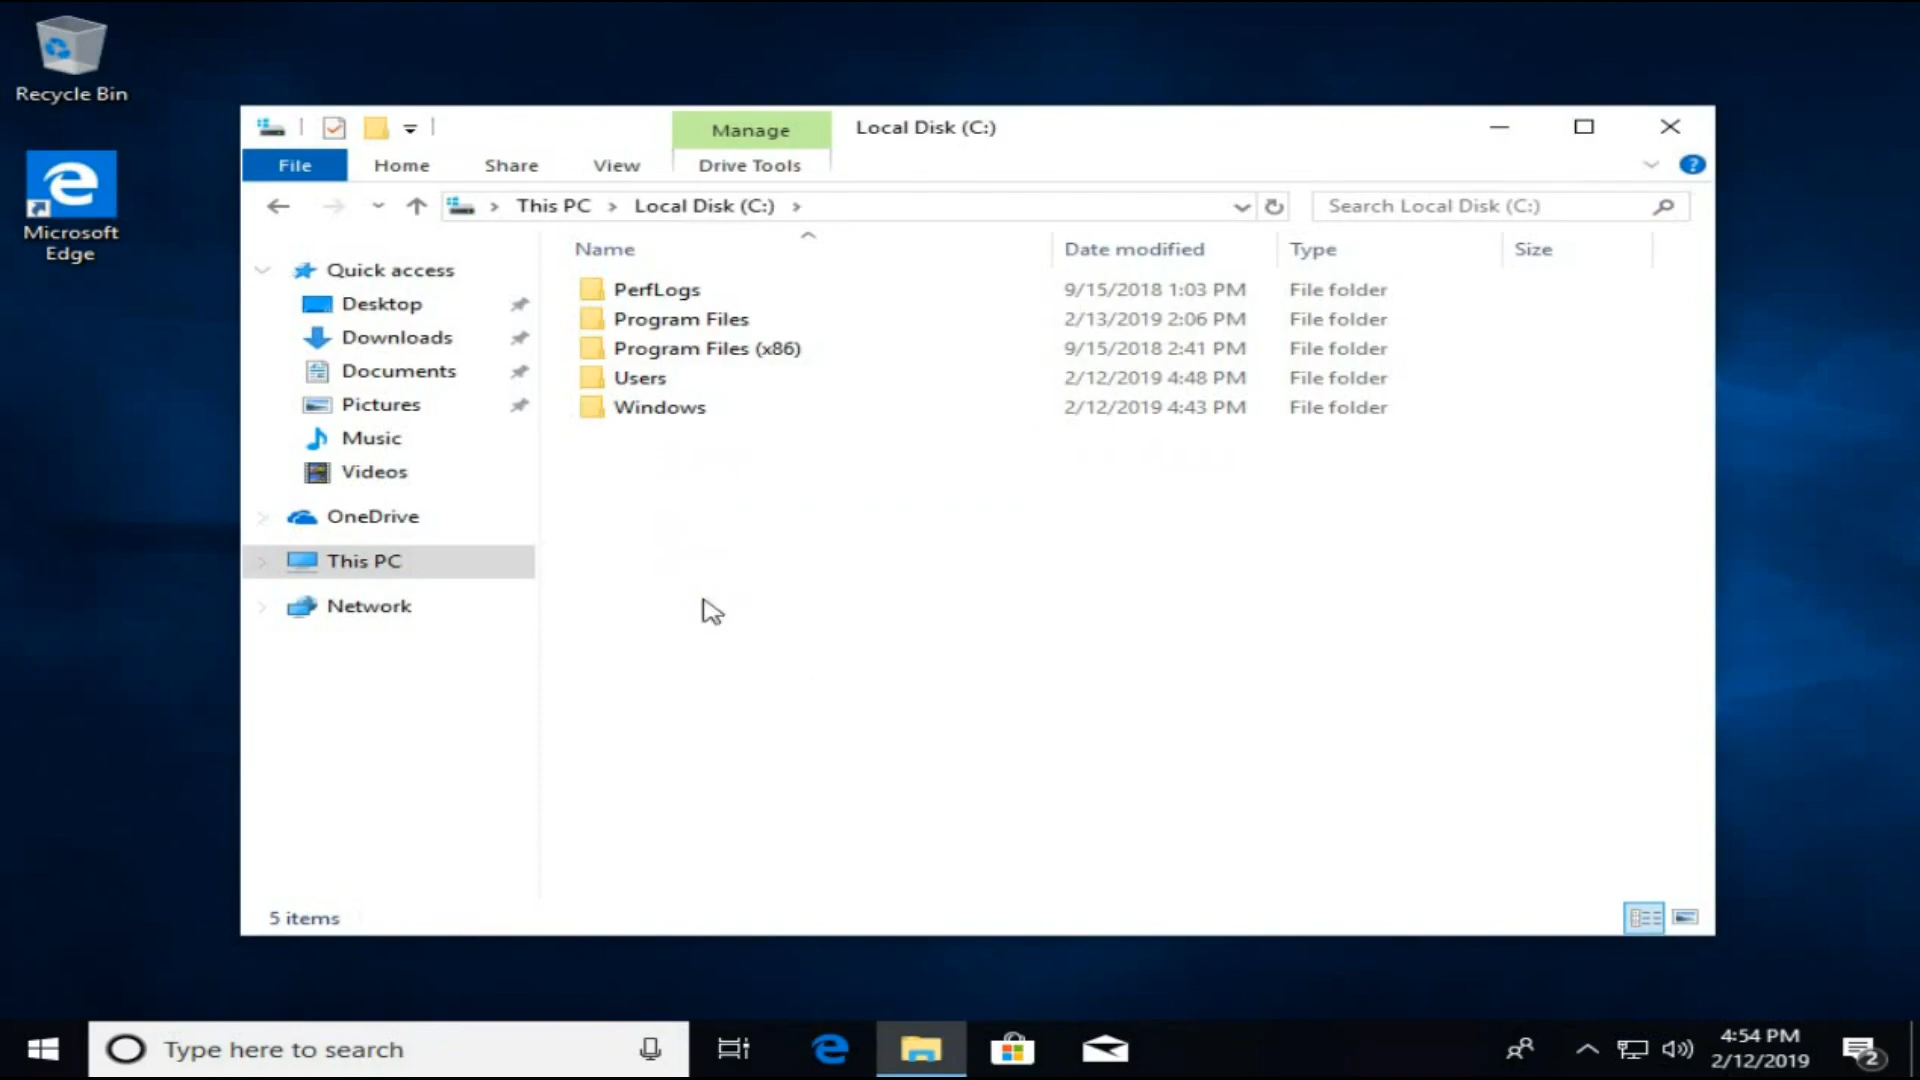 Recycle Bin
Microsoft
Edge
Manage
Local Disk (C:)
File
Home
Share
View
Drive Tools
?
This PC
Local Disk (C:)
Search Local Disk (C:)
Name
Date modified
Type
Size
PerfLogs
9/15/2018 1:03 PM
File folder
Program Files
2/13/2019 2:06 PM
File folder
Program Files (x86)
9/15/2018 2:41 PM
File folder
Users
2/12/2019 4:48 PM
File folder
Windows
2/12/2019 4:43 PM
File folder
Quick access
Desktop
Downloads
Documents
Pictures
Music
Videos
OneDrive
This PC
Network
5 items
Type here to search
4:54 PM
2/12/2019
2